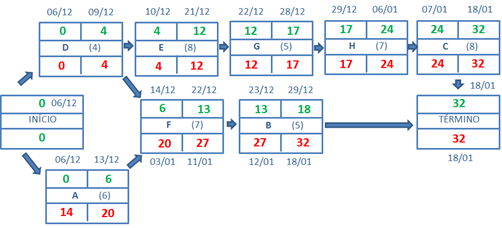 06/12 09/12 10/12 21/12 22/12 28/12 29/12 06/01 07/01 18/01
0 4 4 12 12 17 17 24 24 32
D (4) E (8) G (5) H (7) C (8)
0 4 4 12 12 17 17 24 24 32
18/01
14/12 22/12 23/12 29/12
0 06/12 6 13 13 18 32
INÍCIO F (7) B (5) TÉRMINO
0 20 27 27 32 32
06/12 13/12 03/01 11/01 12/01 18/01 18/01
0 6
A (6)
14 20